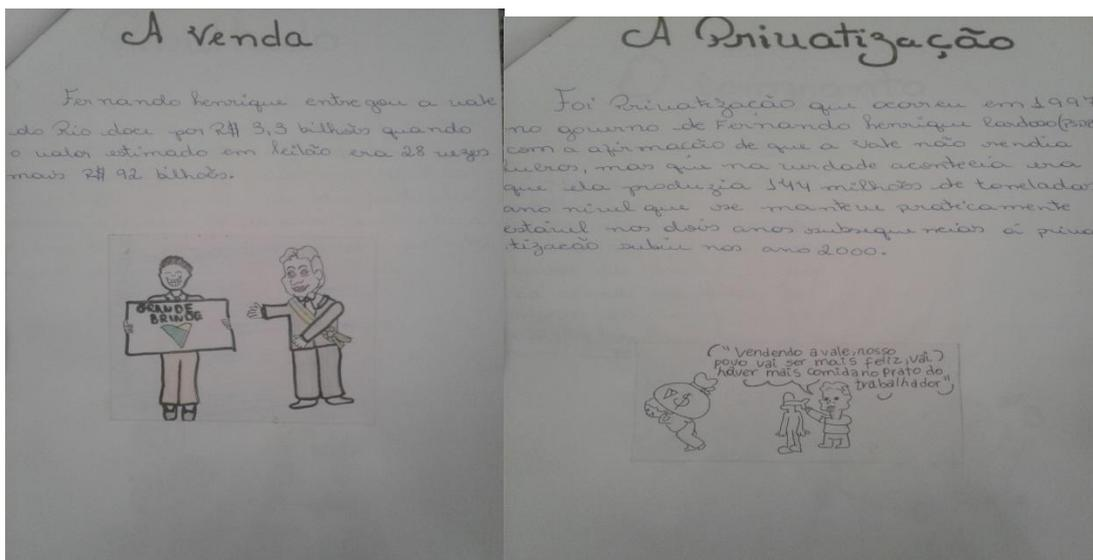 A Venda
Fernando henrique entregou a vale
do Rio doce por R$ 3,3 bilhões quando
o valor estimado em leilão era 28 vezes
mais R$ 92 bilhões.
GRANDE
BRINDE
A Privatização
Foi Privatização que ocorreu em 1997
no governo de Fernando henrique Cardoso (PSDB
com a afirmação de que a Vale não rendia
lucros, mas que na verdade acontecia era
que ela produzia 144 milhões de toneladas
ano nível que se manteve praticamente
estável nos dois anos á priva
tização subiu nos ano 2000.
("Vendendo a vale, nosso
povo vai ser mais feliz, vai
haver mais comida no prato do
trabalhador"
$